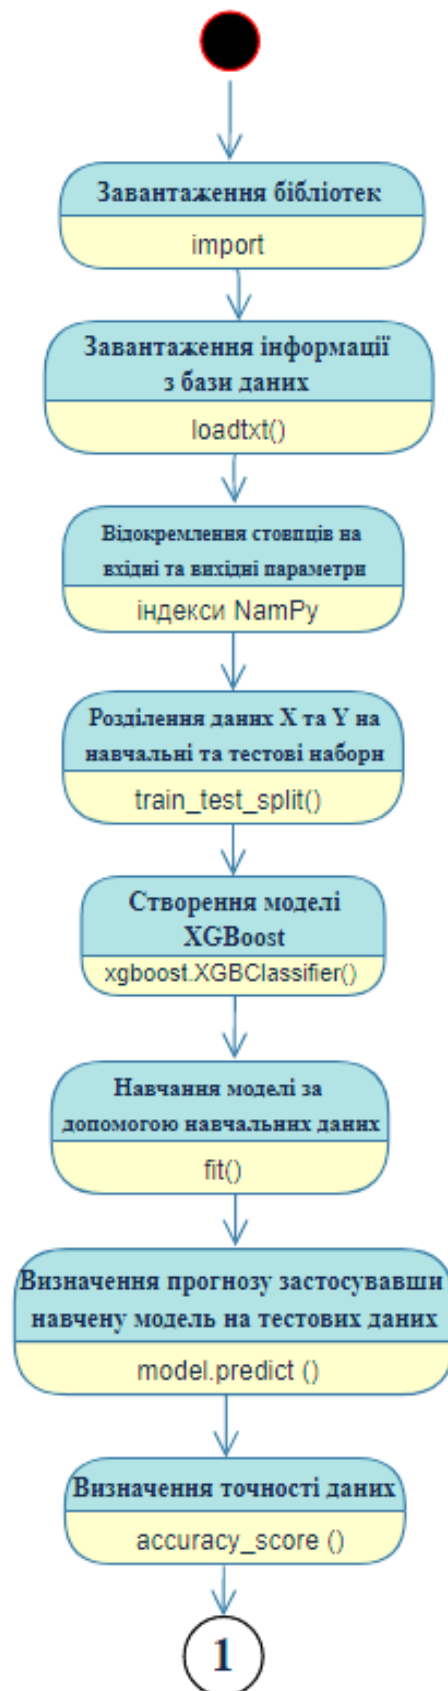 Завантаження бібліотек
import
Завантаження інформації
з бази даних
loadtxt()
Відокремлення стовпців на
вхідні та вихідні параметри
індекси NamPy
Розділення даних X та Y на
навчальні та тестові набори
train_test_split()
Створення моделі
XGBoost
xgboost.XGBClassifier()
Навчання моделі за
допомогою навчальних даних
fit()
Визначення прогнозу застосувавши
навчену модель на тестових даних
model.predict ()
Визначення точності даних
accuracy_score ()
1